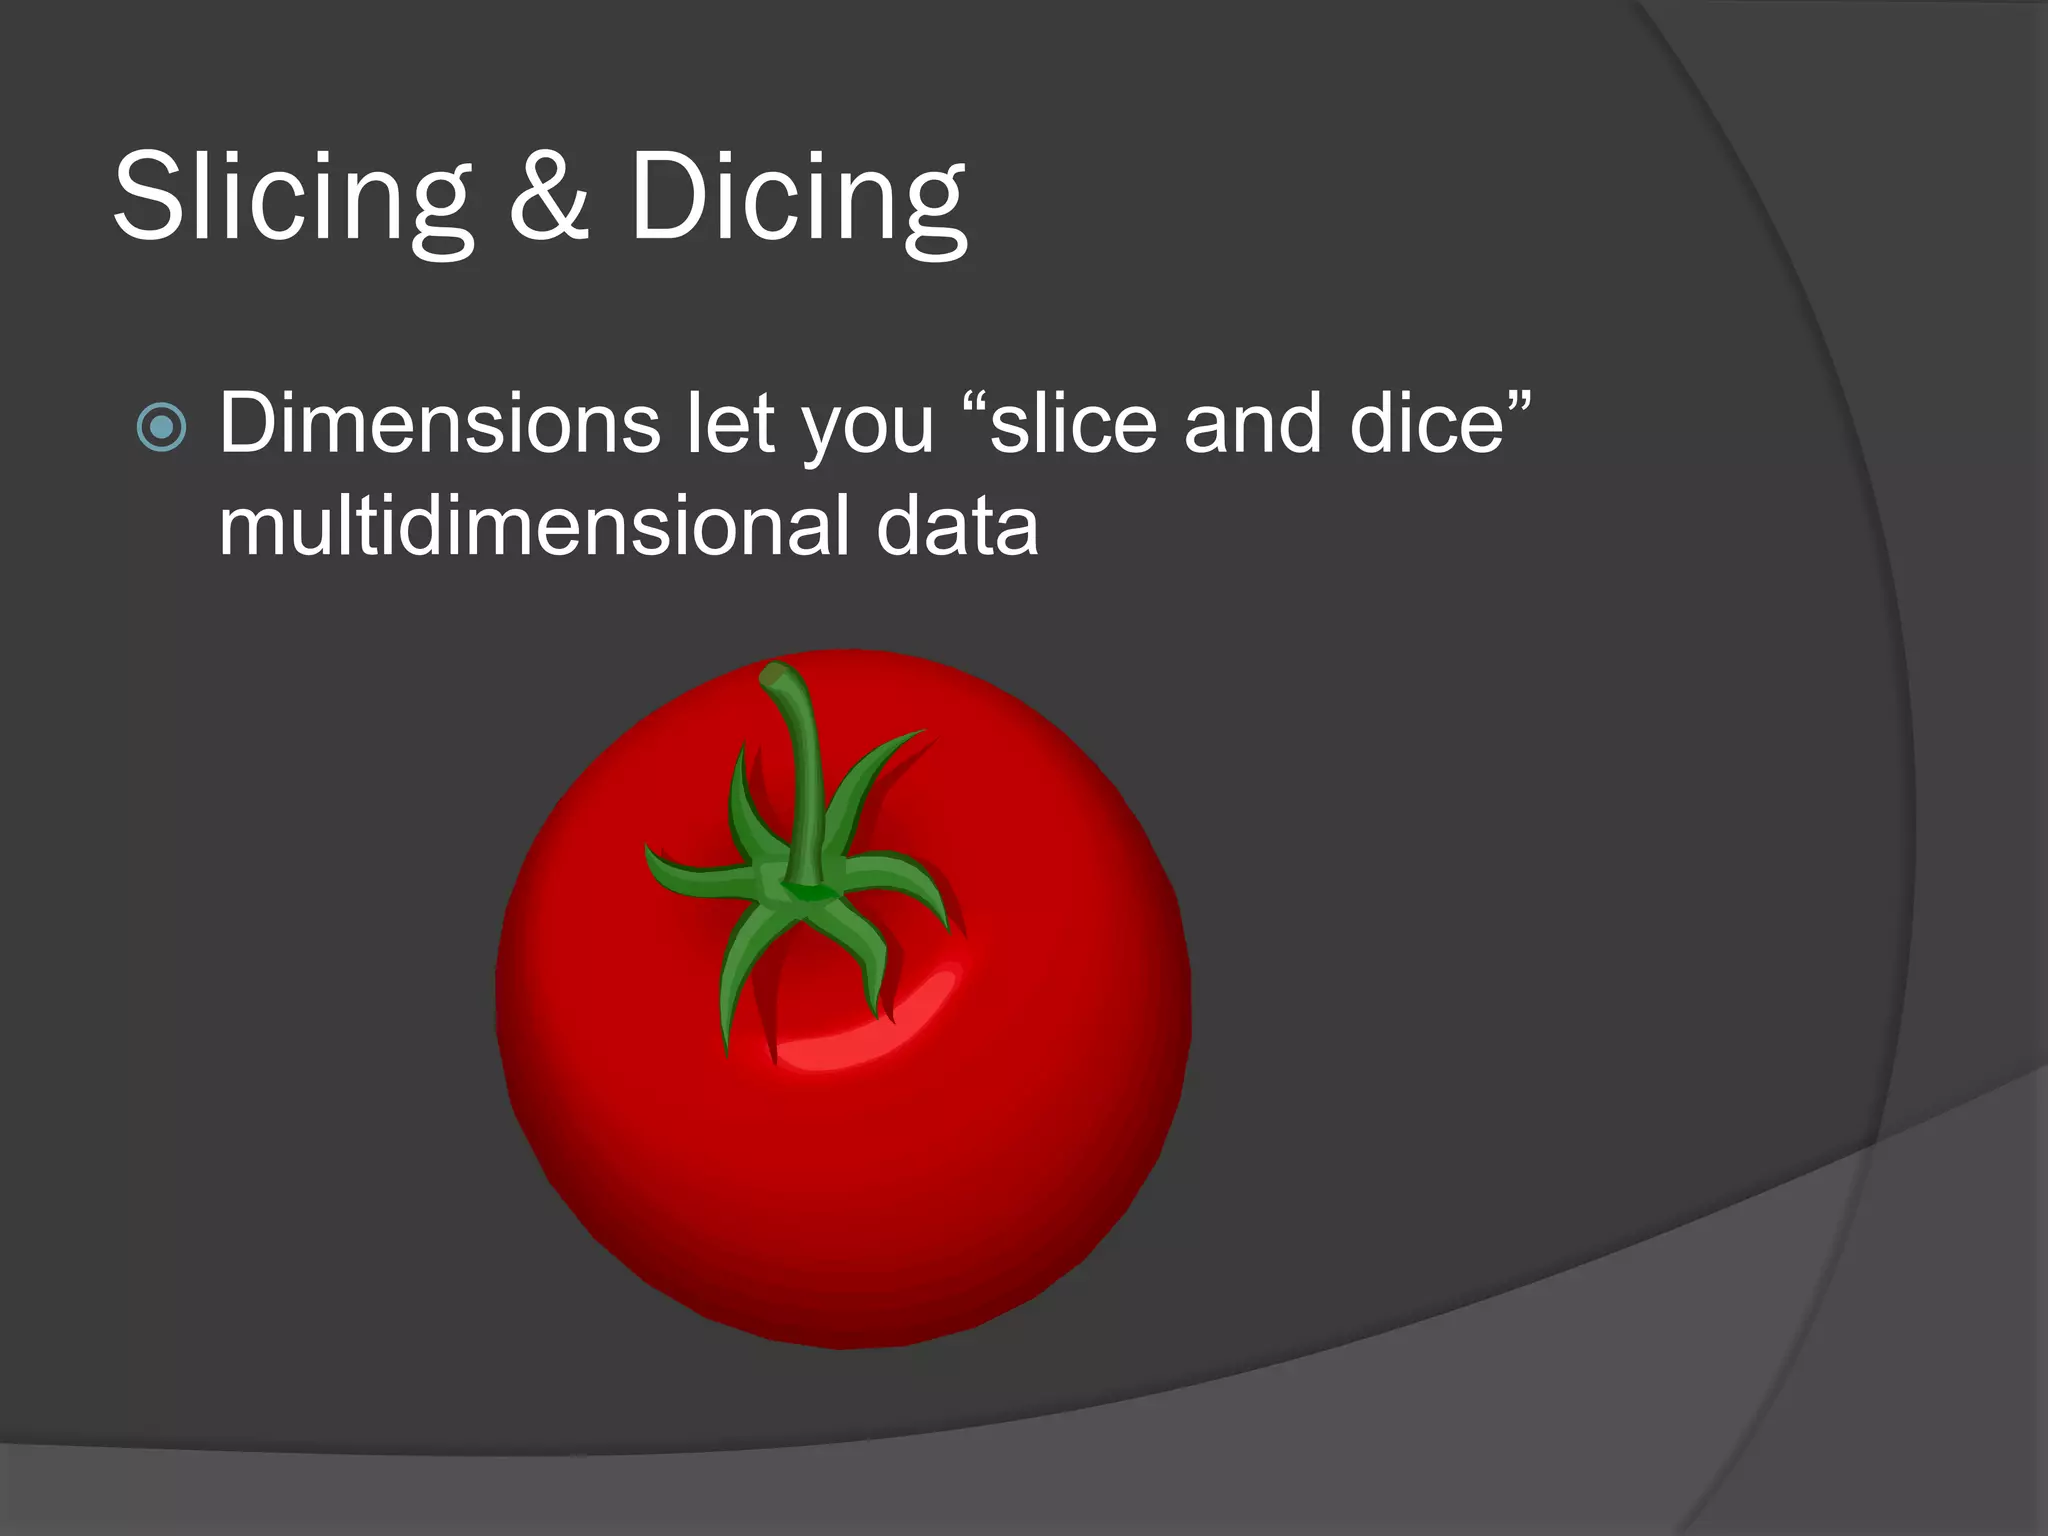 Slicing & Dicing
Dimensions let you “slice and dice”
multidimensional data